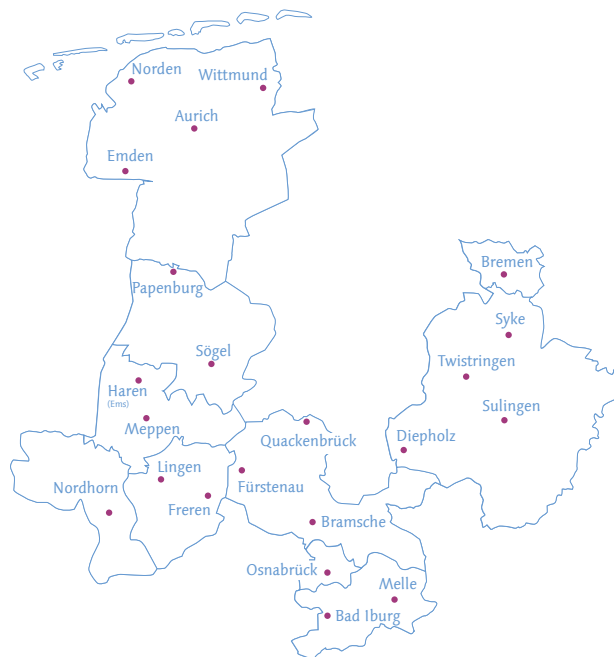 Norden
Wittmund
Aurich
Emden
Bremen
Papenburg
Syke
Sögel
Twistringen
Haren
(Ems)
Sulingen
Meppen
Quackenbrück
Diepholz
Lingen
Fürstenau
Nordhorn
Freren
Bramsche
Osnabrück
Melle
Bad Iburg